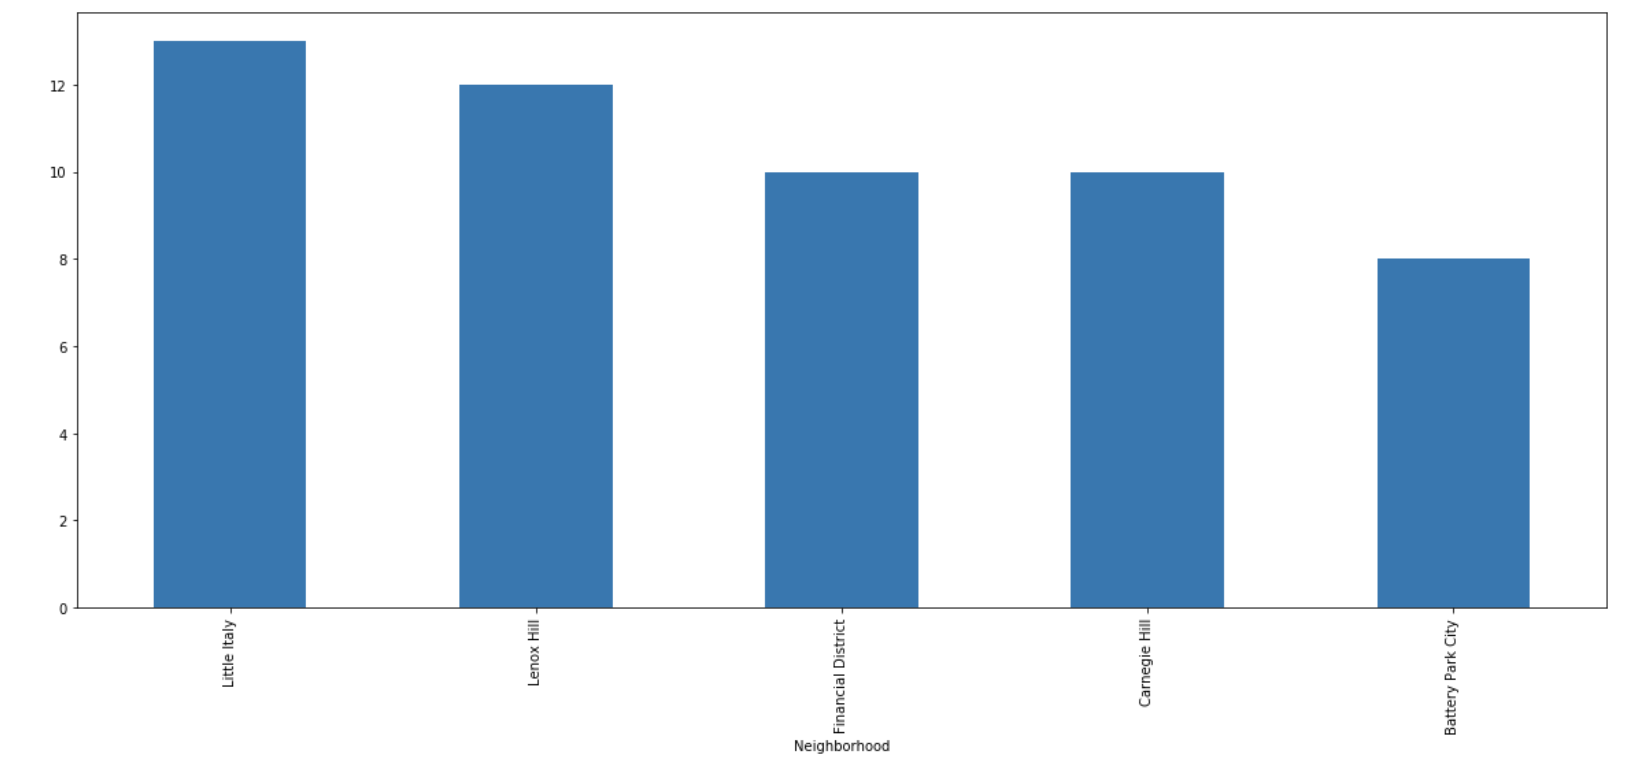 12
10
8
6
4
2
0
Little Italy
Lenox Hill
Financial District
Carnegie Hill
Battery Park City
Neighborhood